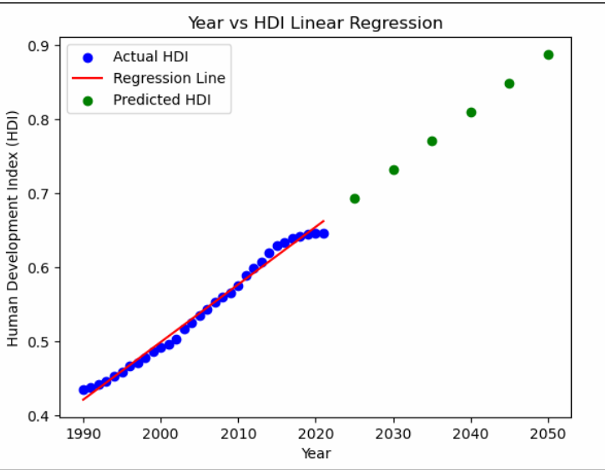 Year vs HDI Linear Regression
Actual HDI
Regression Line
Predicted HDI
Human Development Index (HDI)
0.9
0.8
0.7
0.6
0.5
0.4
1990 2000 2010 2020 2030 2040 2050
Year